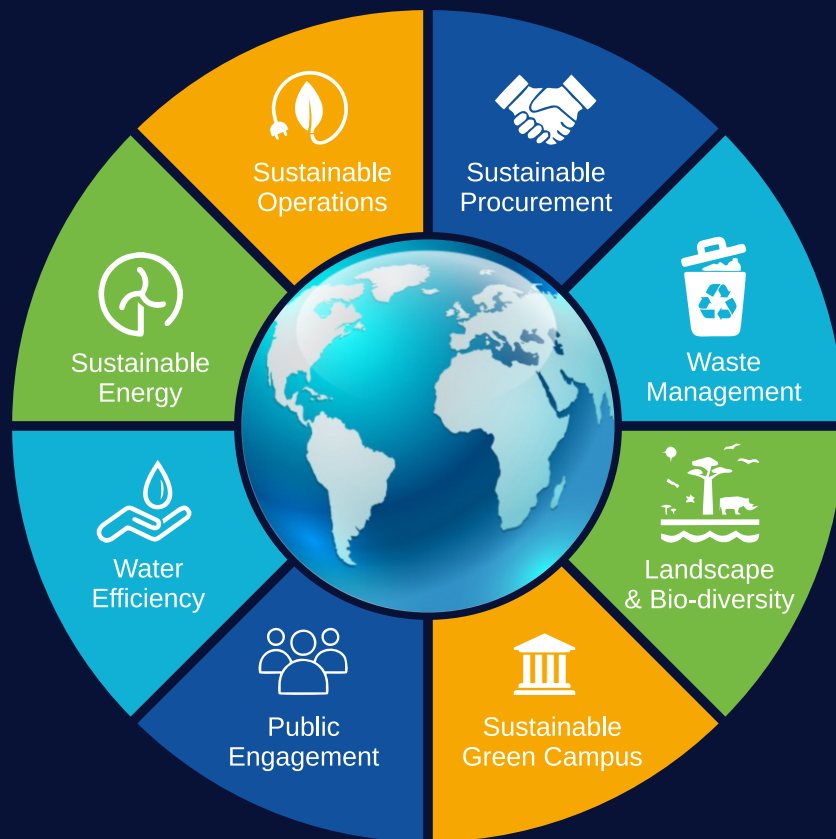 Sustainable
Operations
Sustainable
Procurement
Waste
Management
Landscape
& Bio-diversity
Sustainable
Green Campus
Public
Engagement
Water
Efficiency
Sustainable
Energy